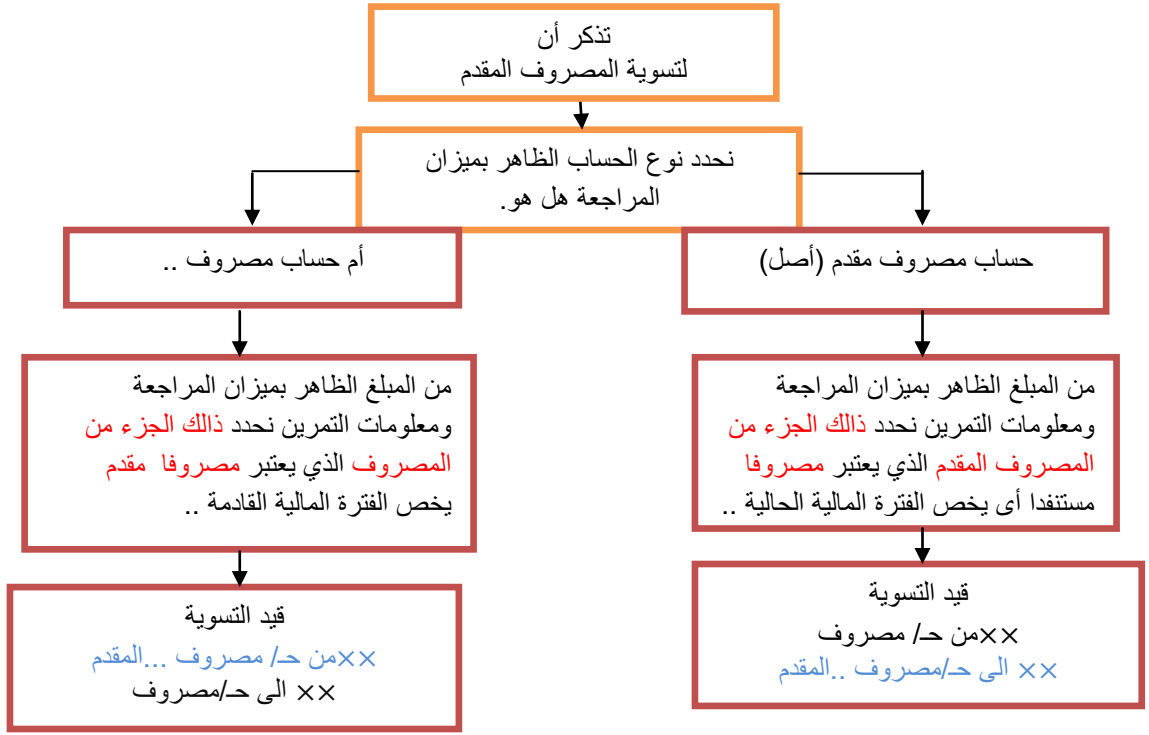 تذكر أن
لتسوية المصروف المقدم
نحدد نوع الحساب الظاهر بميزان
المراجعة هل هو.
حساب مصروف مقدم (أصل)
أم حساب مصروف ..
من المبلغ الظاهر بميزان المراجعة
ومعلومات التمرين نحدد ذالك الجزء من
المصروف المقدم الذي يعتبر مصروفا
مستنفدا أى يخص الفترة المالية الحالية ..
من المبلغ الظاهر بميزان المراجعة
ومعلومات التمرين نحدد ذالك الجزء من
المصروف الذي يعتبر مصروفا مقدم
يخص الفترة المالية القادمة ..
قيد التسوية
××من حـ/ مصروف
×× الى حـ/مصروف ..المقدم
قيد التسوية
××من حـ/ مصروف ...المقدم
×× الى حـ/مصروف